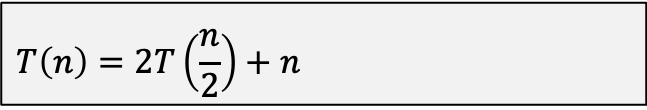 T(n) = 2T(n/2) + n